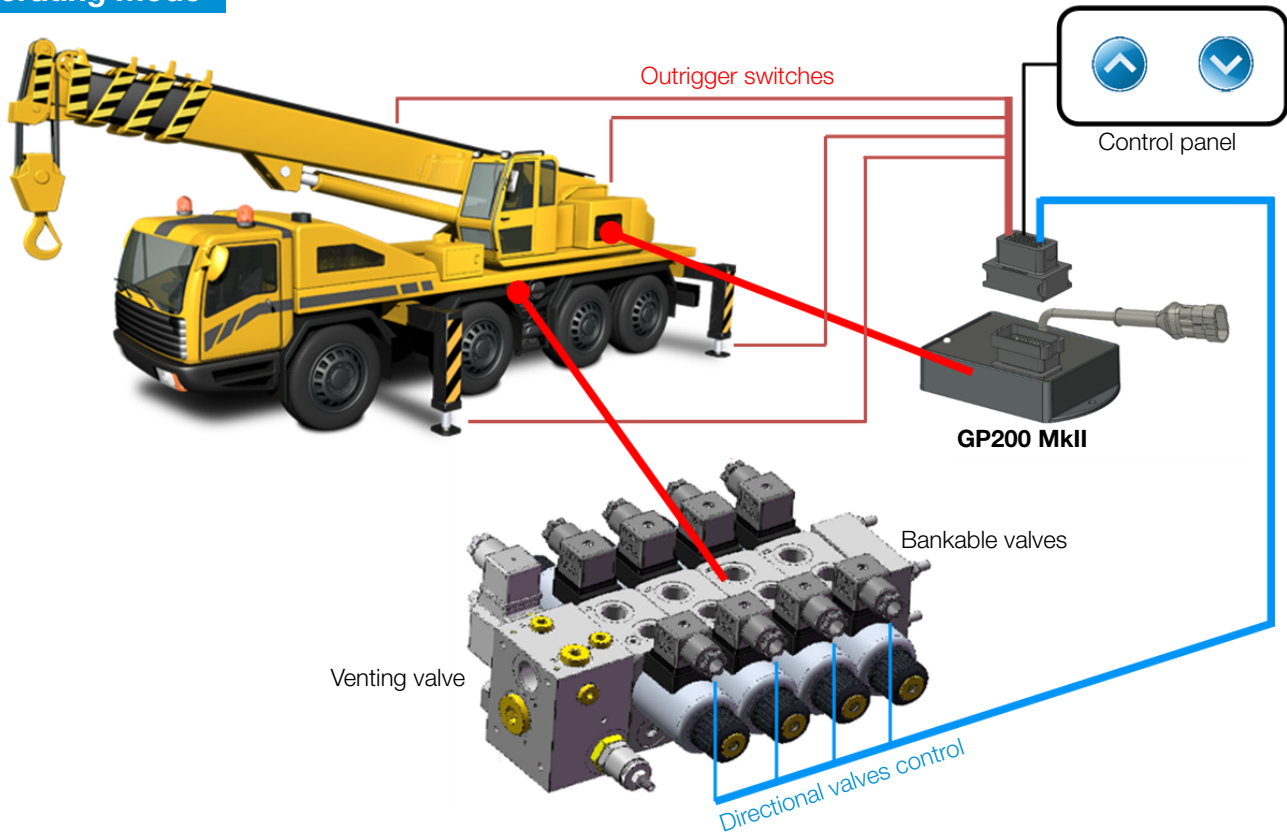 Outrigger switches
Control panel
GP200 MkII
Bankable valves
Venting valve
Directional valves control